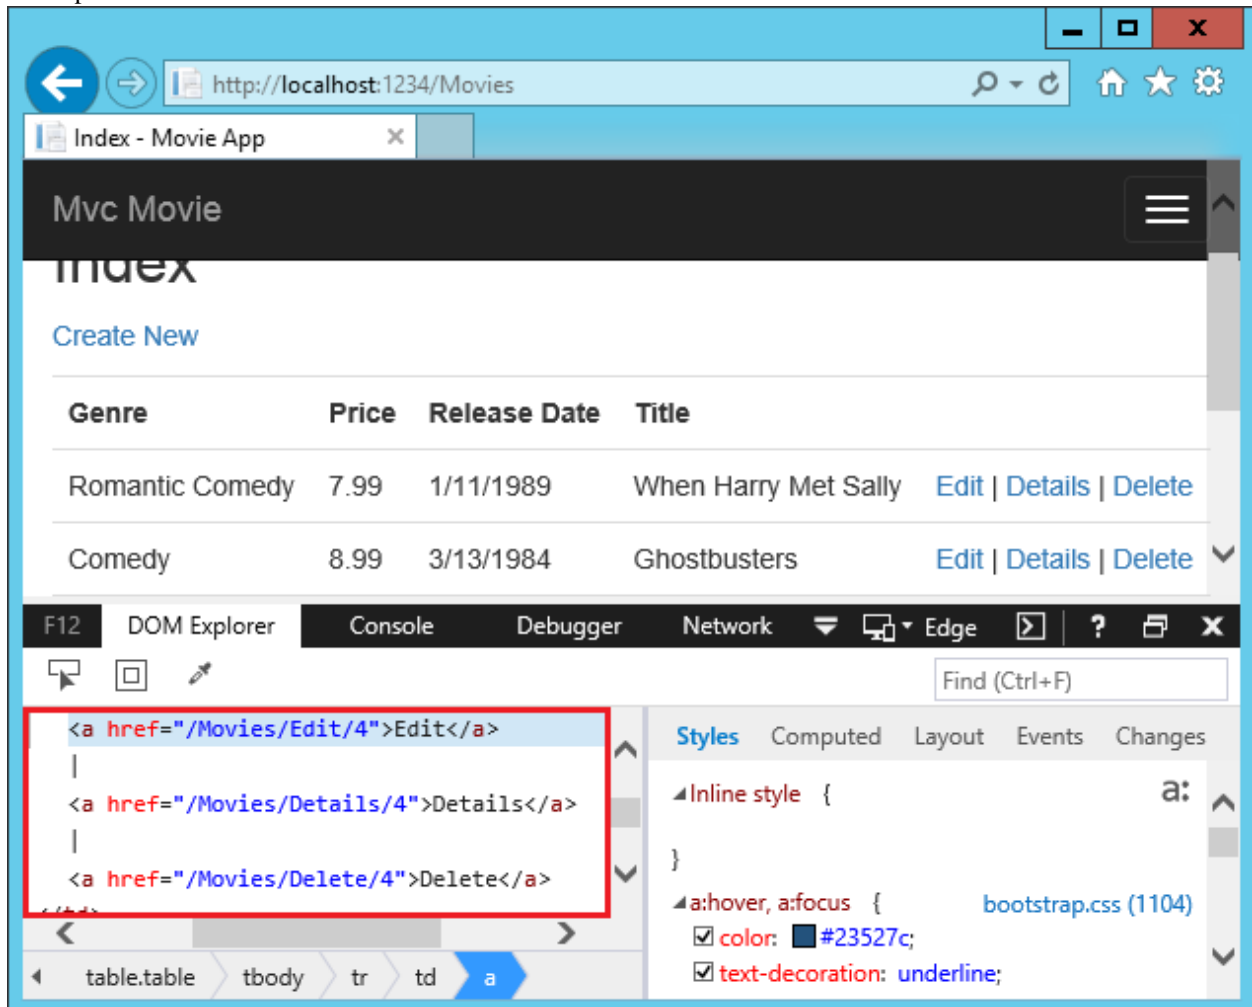 http://localhost:1234/Movies
Index - Movie App
Mvc Movie
Index
Create New
Genre Price Release Date Title
Romantic Comedy 7.99 1/11/1989 When Harry Met Sally Edit | Details | Delete
Comedy 8.99 3/13/1984 Ghostbusters Edit | Details | Delete
F12 DOM Explorer Console Debugger Network Edge ?
Find (Ctrl+F)
<a href="/Movies/Edit/4">Edit</a>
|
<a href="/Movies/Details/4">Details</a>
|
<a href="/Movies/Delete/4">Delete</a>
</td>
table.table tbody tr td a
Styles Computed Layout Events Changes
Inline style { a:
}
a:hover, a:focus { bootstrap.css (1104)
color: #23527c;
text-decoration: underline;